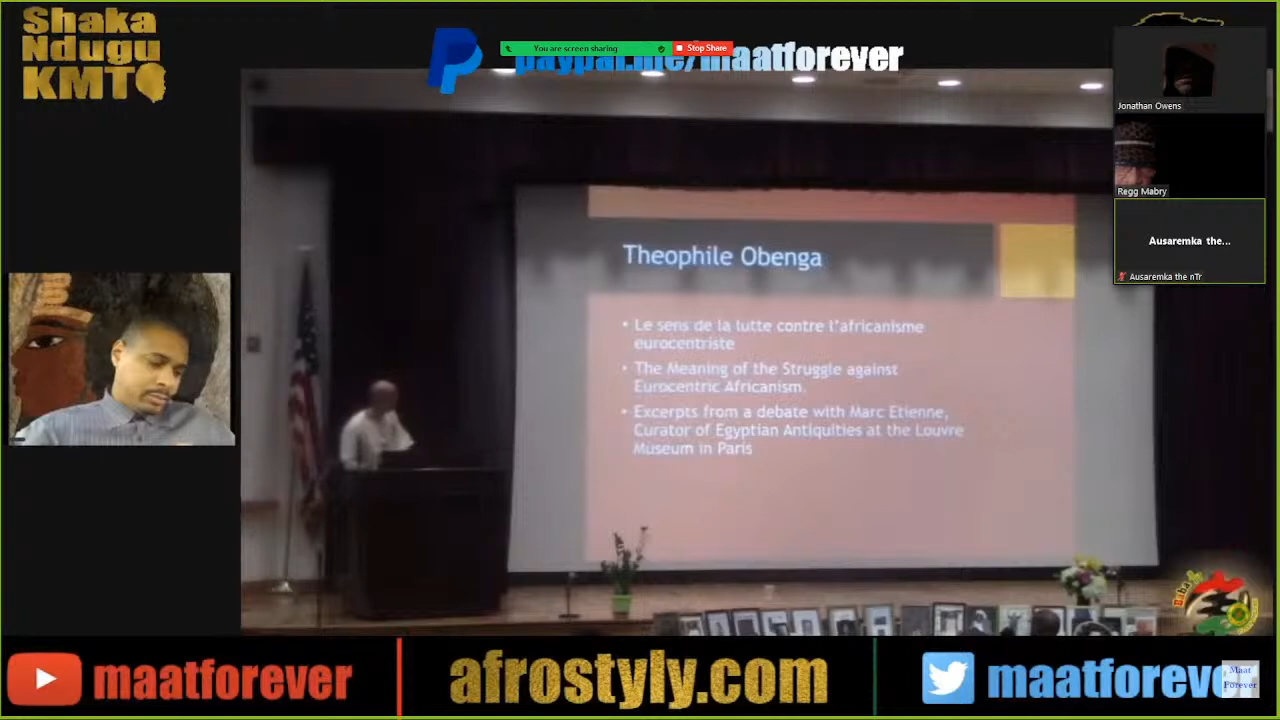 Shaka
Ndugu
KMT
You are screen sharing
Stop Share
paypal.me/maatforever
Jonathan Owens
Regg Mabry
Ausaremka the...
Ausaremka the nTr
Theophile Obenga
• Le sens de la lutte contre l'africanisme
eurocentriste
• The Meaning of the Struggle against
Eurocentric Africanism.
• Excerpts from a debate with Marc Etienne,
Curator of Egyptian Antiquities at the Louvre
Museum in Paris
maatforever
afrostyly.com
maatforever
Maat
Forever